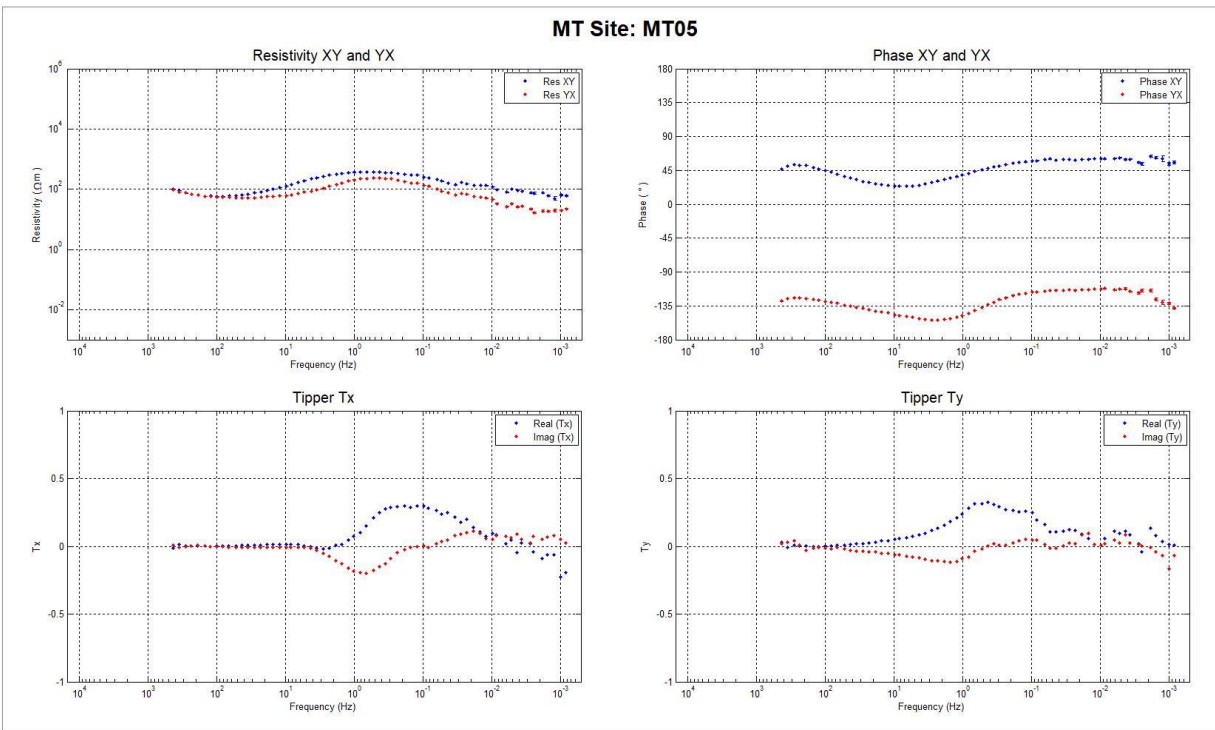 MT Site: MT05
Resistivity XY and YX
10^6
10^4
10^2
10^0
10^-2
Resistivity (Ωm)
Res XY
Res YX
10^4 10^3 10^2 10^1 10^0 10^-1 10^-2 10^-3
Frequency (Hz)
Phase XY and YX
180
135
90
45
0
-45
-90
-135
-180
Phase (°)
Phase XY
Phase YX
10^4 10^3 10^2 10^1 10^0 10^-1 10^-2 10^-3
Frequency (Hz)
Tipper Tx
1
0.5
0
-0.5
-1
Tx
Real (Tx)
Imag (Tx)
10^4 10^3 10^2 10^1 10^0 10^-1 10^-2 10^-3
Frequency (Hz)
Tipper Ty
1
0.5
0
-0.5
-1
Ty
Real (Ty)
Imag (Ty)
10^4 10^3 10^2 10^1 10^0 10^-1 10^-2 10^-3
Frequency (Hz)